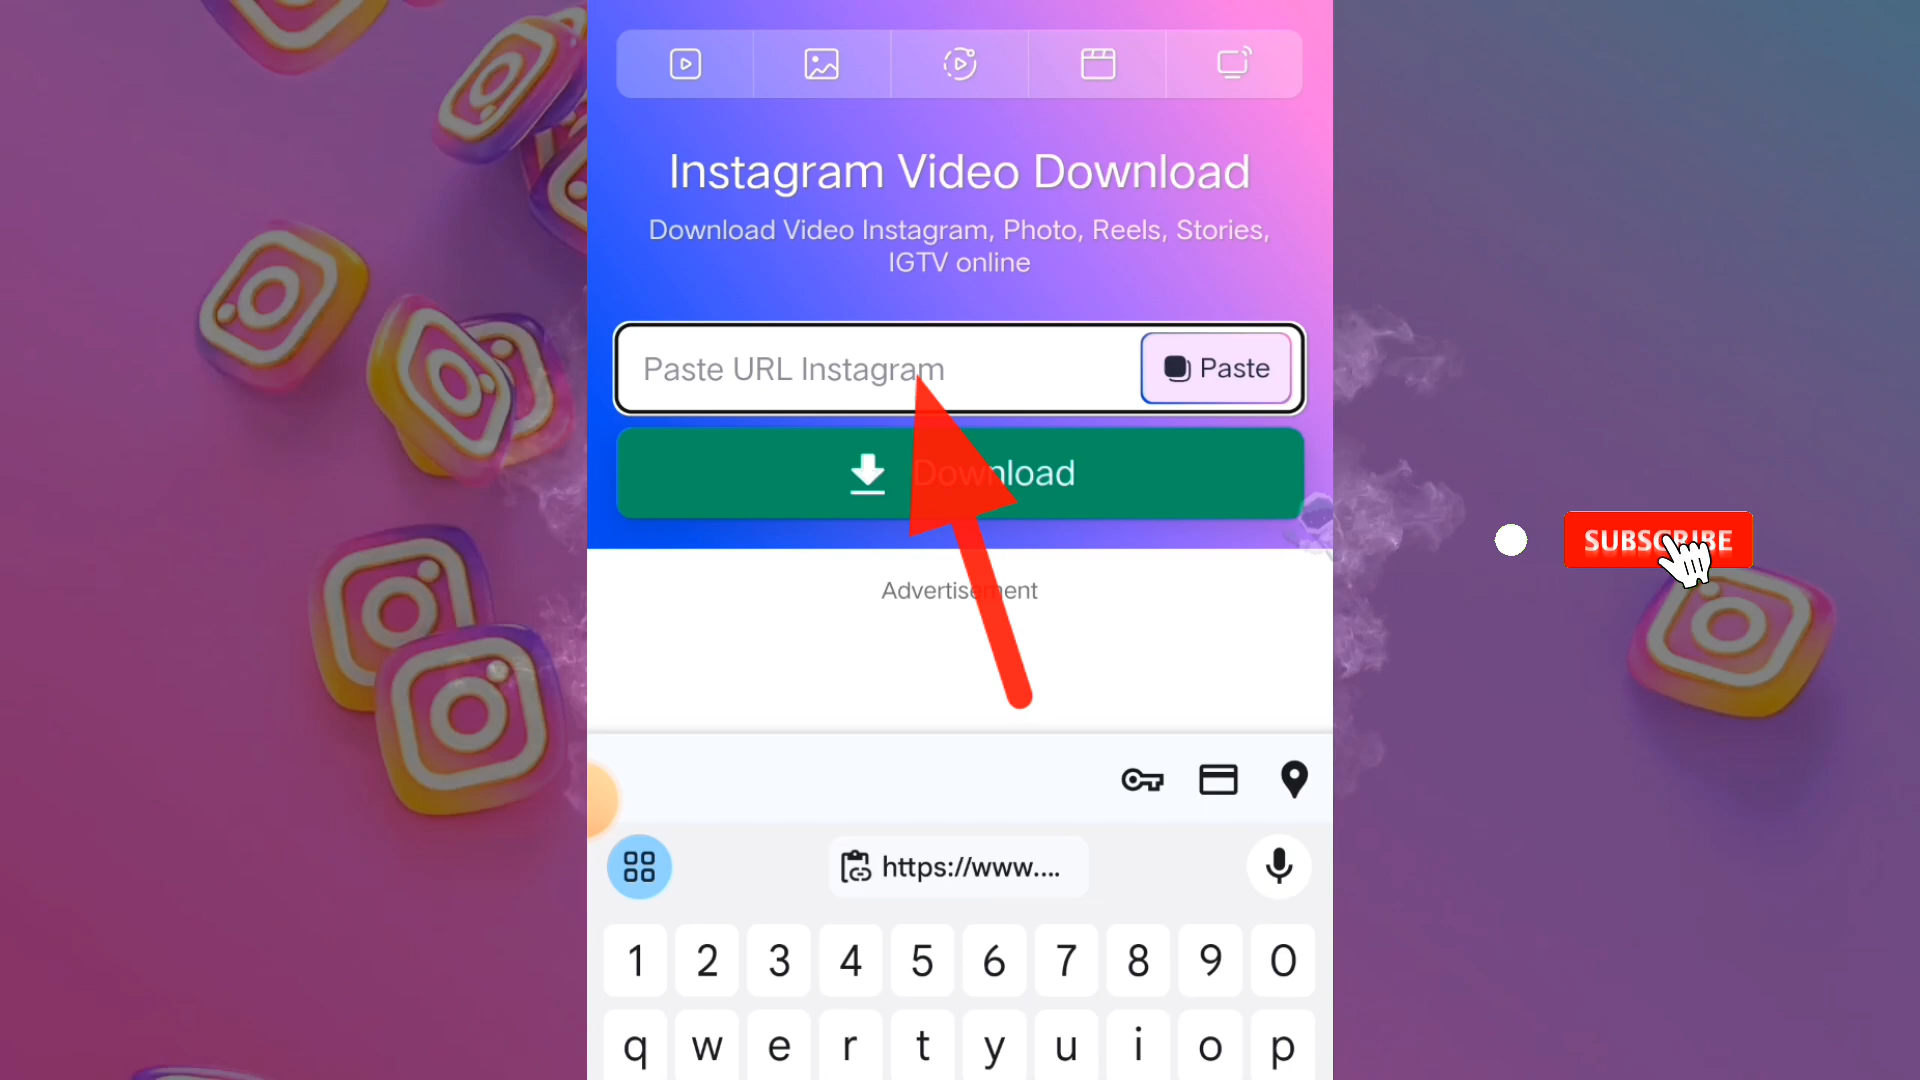 Instagram Video Download
Download Video Instagram, Photo, Reels, Stories,
IGTV online
Paste URL Instagram
Paste
Download
Advertisement
SUBSCRIBE
https://www....
1 2 3 4 5 6 7 8 9 0
q w e r t y u i o p